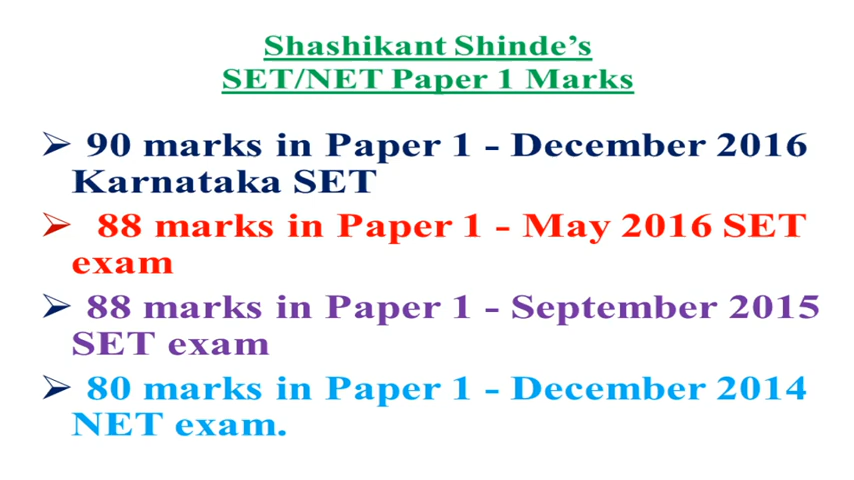 Shashikant Shinde’s
SET/NET Paper 1 Marks
➢ 90 marks in Paper 1 - December 2016
Karnataka SET
➢ 88 marks in Paper 1 - May 2016 SET
exam
➢ 88 marks in Paper 1 - September 2015
SET exam
➢ 80 marks in Paper 1 - December 2014
NET exam.